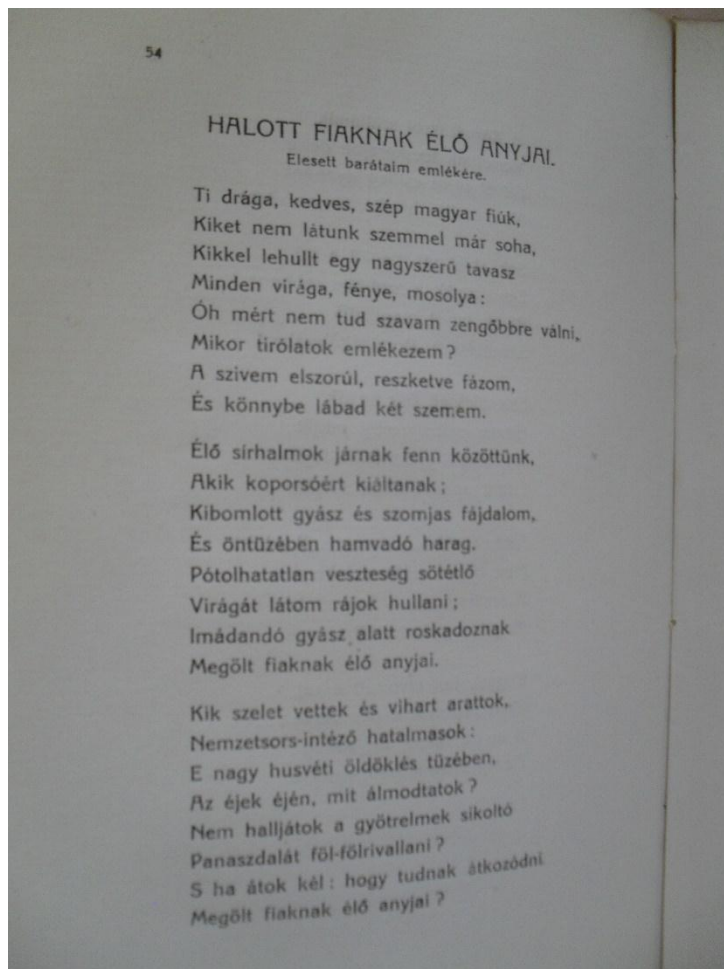 54
HALOTT FIAKNAK ÉLŐ ANYJAI.
Elesett barátaim emlékére.
Ti drága, kedves, szép magyar fiúk,
Kiket nem látunk szemmel már soha,
Kikkel lehullt egy nagyszerű tavasz
Minden virága, fénye, mosolya:
Óh mért nem tud szavam zengőbbre válni,
Mikor tirólatok emlékezem?
A szivem elszorúl, reszketve fázom,
És könnybe lábad két szemem.
Élő sírhalmok járnak fenn közöttünk,
Akik koporsóért kiáltanak;
Kibomlott gyász és szomjas fájdalom,
És öntüzében hamvadó harag.
Pótolhatatlan veszteség sötétlő
Virágát látom rájok hullani;
Imádandó gyász alatt roskadoznak
Megölt fiaknak élő anyjai.
Kik szelet vettek és vihart arattok,
Nemzetsors-intéző hatalmasok:
E nagy husvéti öldöklés tüzében,
Az éjek éjén, mit álmodtatok?
Nem halljátok a gyötrelmek sikoltó
Panaszdalát föl-fölrivallani?
S ha átok kél: hogy tudnak átkozódni
Megölt fiaknak élő anyjai?